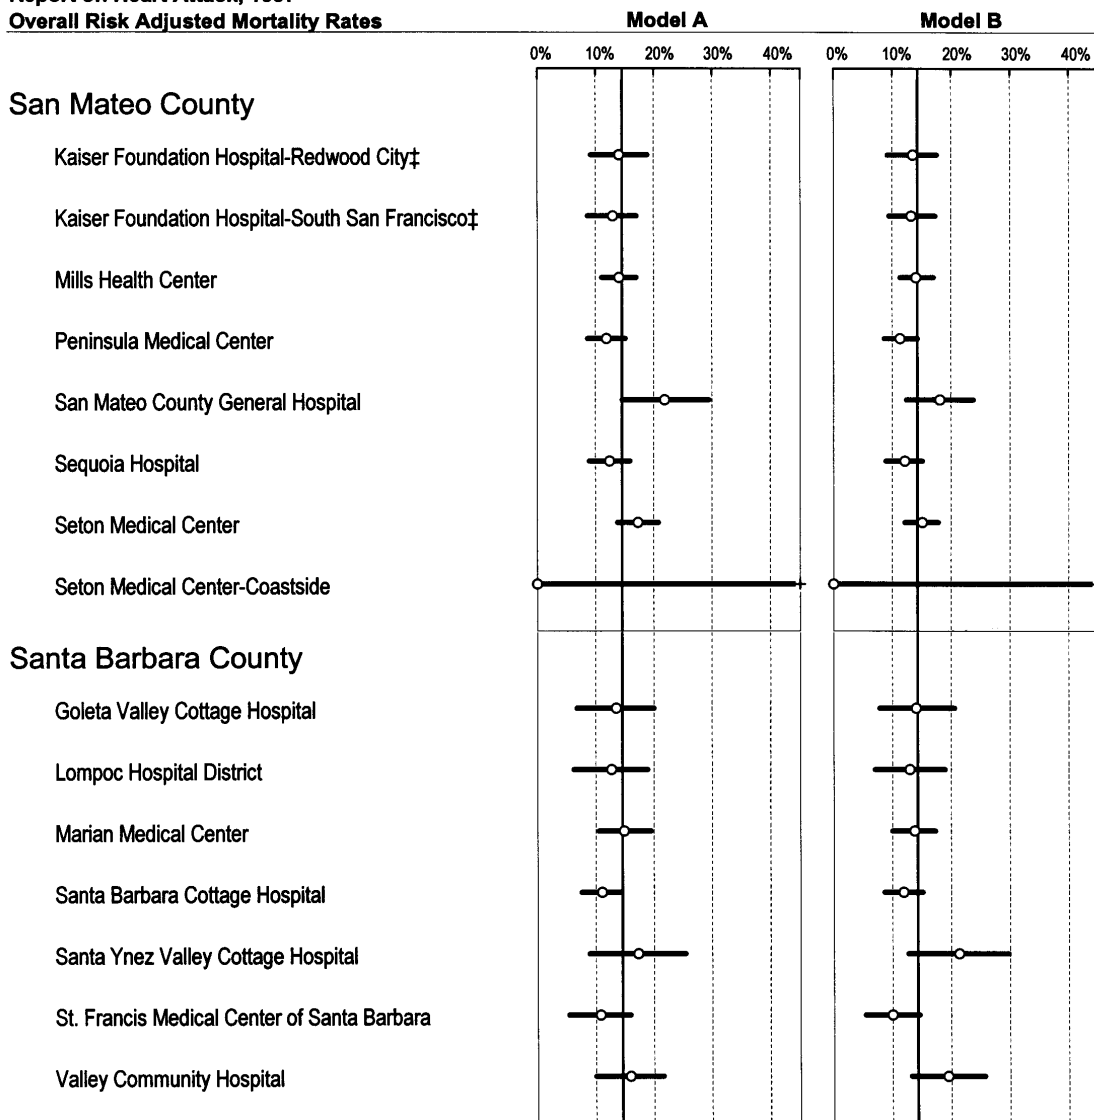 Overall Risk Adjusted Mortality Rates Model A Model B
0% 10% 20% 30% 40% 0% 10% 20% 30% 40%
San Mateo County
Kaiser Foundation Hospital-Redwood City‡
Kaiser Foundation Hospital-South San Francisco‡
Mills Health Center
Peninsula Medical Center
San Mateo County General Hospital
Sequoia Hospital
Seton Medical Center
Seton Medical Center-Coastside
Santa Barbara County
Goleta Valley Cottage Hospital
Lompoc Hospital District
Marian Medical Center
Santa Barbara Cottage Hospital
Santa Ynez Valley Cottage Hospital
St. Francis Medical Center of Santa Barbara
Valley Community Hospital